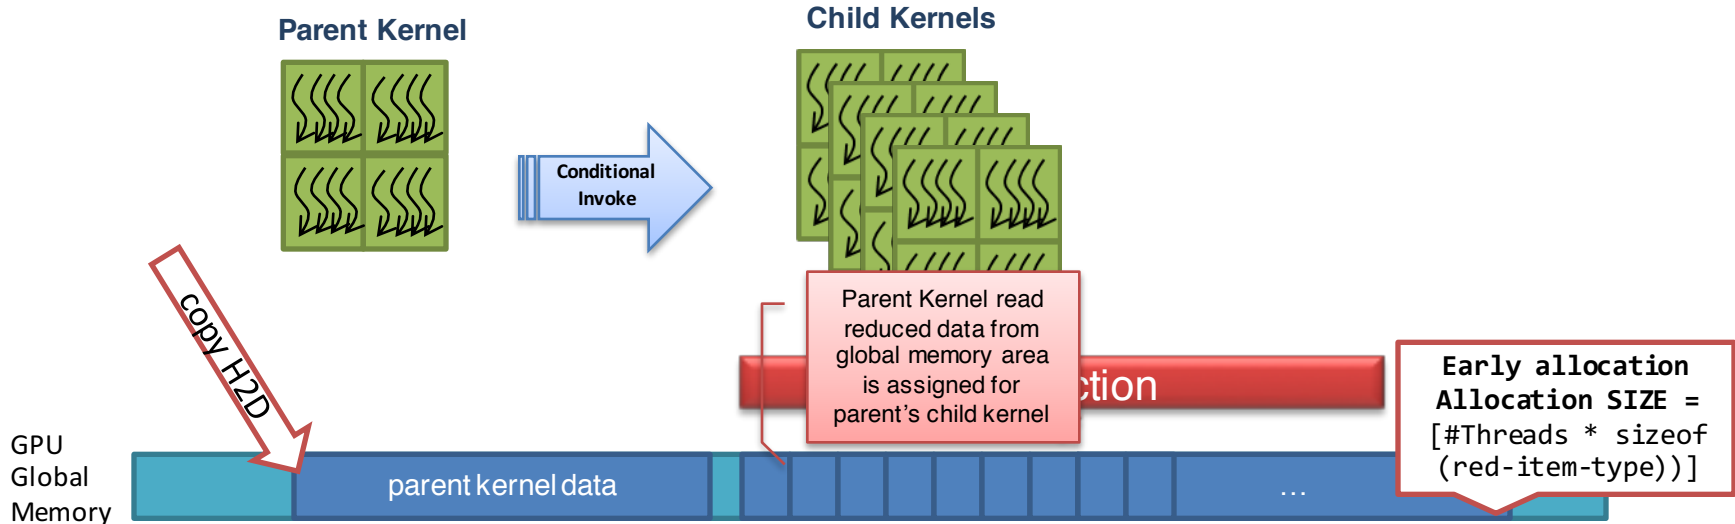 Parent Kernel
Child Kernels
Conditional
Invoke
copy H2D
Parent Kernel read
reduced data from
global memory area
is assigned for
parent's child kernel
ction
Early allocation
Allocation SIZE =
[#Threads * sizeof
(red-item-type))]
GPU
Global
Memory
parent kernel data
...